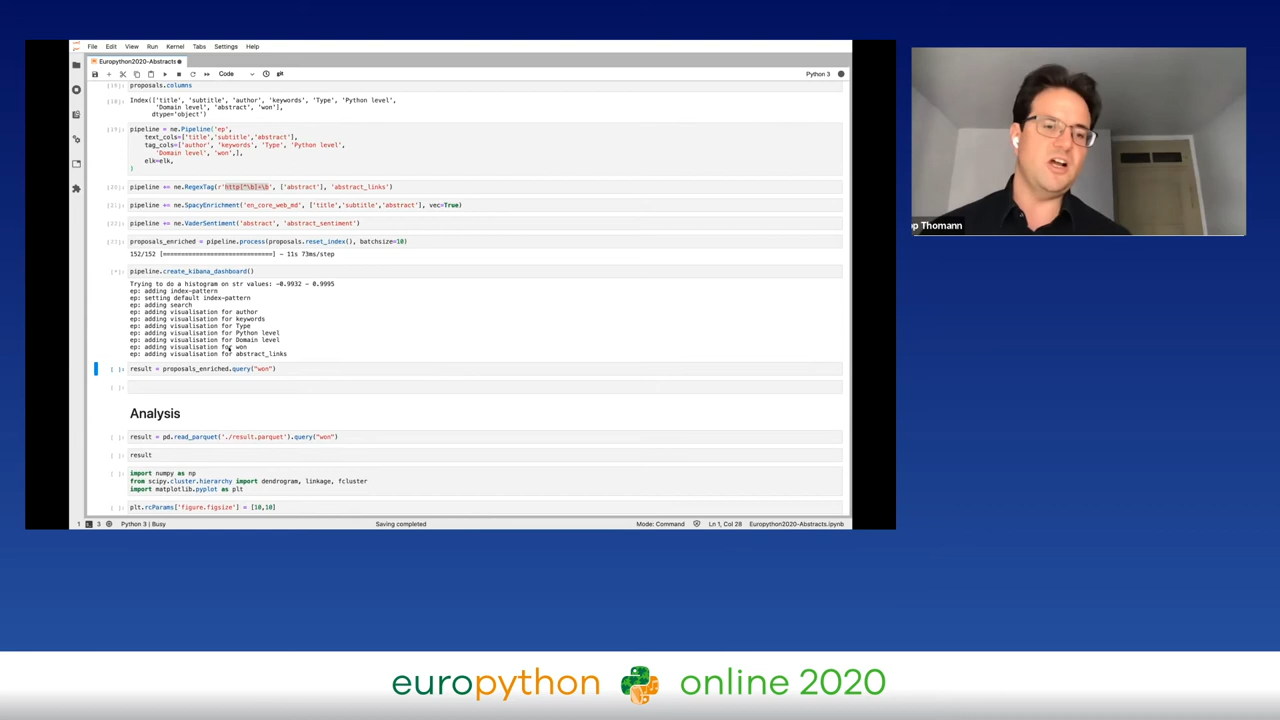 File Edit View Run Kernel Tabs Settings Help
Europython2020-Abstracts
Code
Python 3
[18]: proposals.columns
[18]: Index(['title', 'subtitle', 'author', 'keywords', 'Type', 'Python level',
'Domain level', 'abstract', 'won'],
dtype='object')
[19]: pipeline = ne.Pipeline('ep',
text_cols=['title','subtitle','abstract'],
tag_cols=['author', 'keywords', 'Type', 'Python level',
'Domain level', 'won',],
elk=elk,
)
[20]: pipeline += ne.RegexTag(r'http[^\b]+\b', ['abstract'], 'abstract_links')
[21]: pipeline += ne.SpacyEnrichment('en_core_web_md', ['title','subtitle','abstract'], vec=True)
[22]: pipeline += ne.VaderSentiment('abstract', 'abstract_sentiment')
[23]: proposals_enriched = pipeline.process(proposals.reset_index(), batchsize=10)
152/152 [============================] - 11s 73ms/step
[*]: pipeline.create_kibana_dashboard()
Trying to do a histogram on str values: -0.9932 - 0.9995
ep: adding index-pattern
ep: setting default index-pattern
ep: adding search
ep: adding visualisation for author
ep: adding visualisation for keywords
ep: adding visualisation for Type
ep: adding visualisation for Python level
ep: adding visualisation for Domain level
ep: adding visualisation for won
ep: adding visualisation for abstract_links
[ ]: result = proposals_enriched.query("won")
[ ]:
Analysis
[ ]: result = pd.read_parquet('./result.parquet').query("won")
[ ]: result
[ ]: import numpy as np
from scipy.cluster.hierarchy import dendrogram, linkage, fcluster
import matplotlib.pyplot as plt
[ ]: plt.rcParams['figure.figsize'] = [10,10]
1 3 Python 3 | Busy
Saving completed
Mode: Command
Ln 1, Col 28
Europython2020-Abstracts.ipynb
p Thomann
europython online 2020